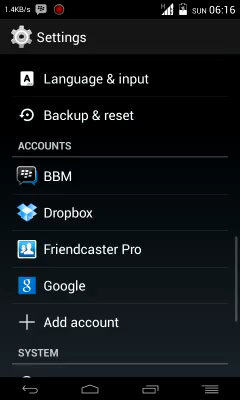 1.4KB/s H SUN 06:16
Settings
A Language & input
Backup & reset
ACCOUNTS
BBM
Dropbox
Friendcaster Pro
8 Google
Add account
SYSTEM